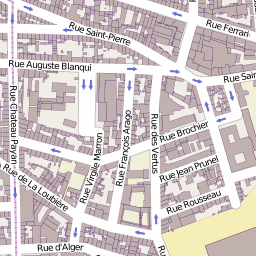 Rue Saint-Pierre
Rue Ferrari
Rue Auguste Blanqui
Rue Sain
Rue Chateau Payan
Rue Virgile Marron
Rue François Arago
Rue des Vertus
Rue Brochier
Rue Jean Prunel
Rue de La Loubière
Rue Rousseau
Rue d'Alger